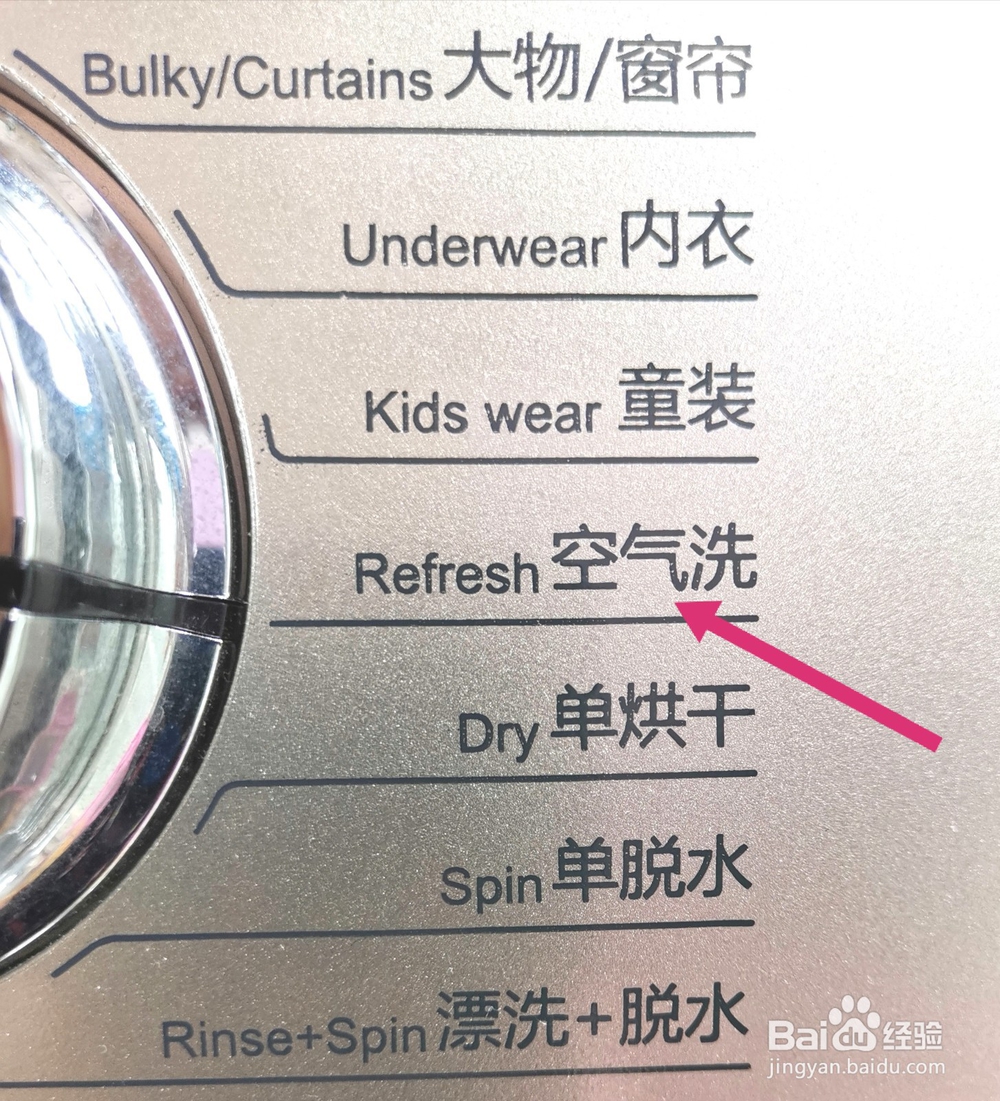 Bulky/Curtains 大物/窗帘
Underwear 内衣
Kids wear 童装
Refresh 空气洗
Dry 单烘干
Spin 单脱水
Rinse+Spin 漂洗+脱水
Baidu 经验
jingyan.baidu.com